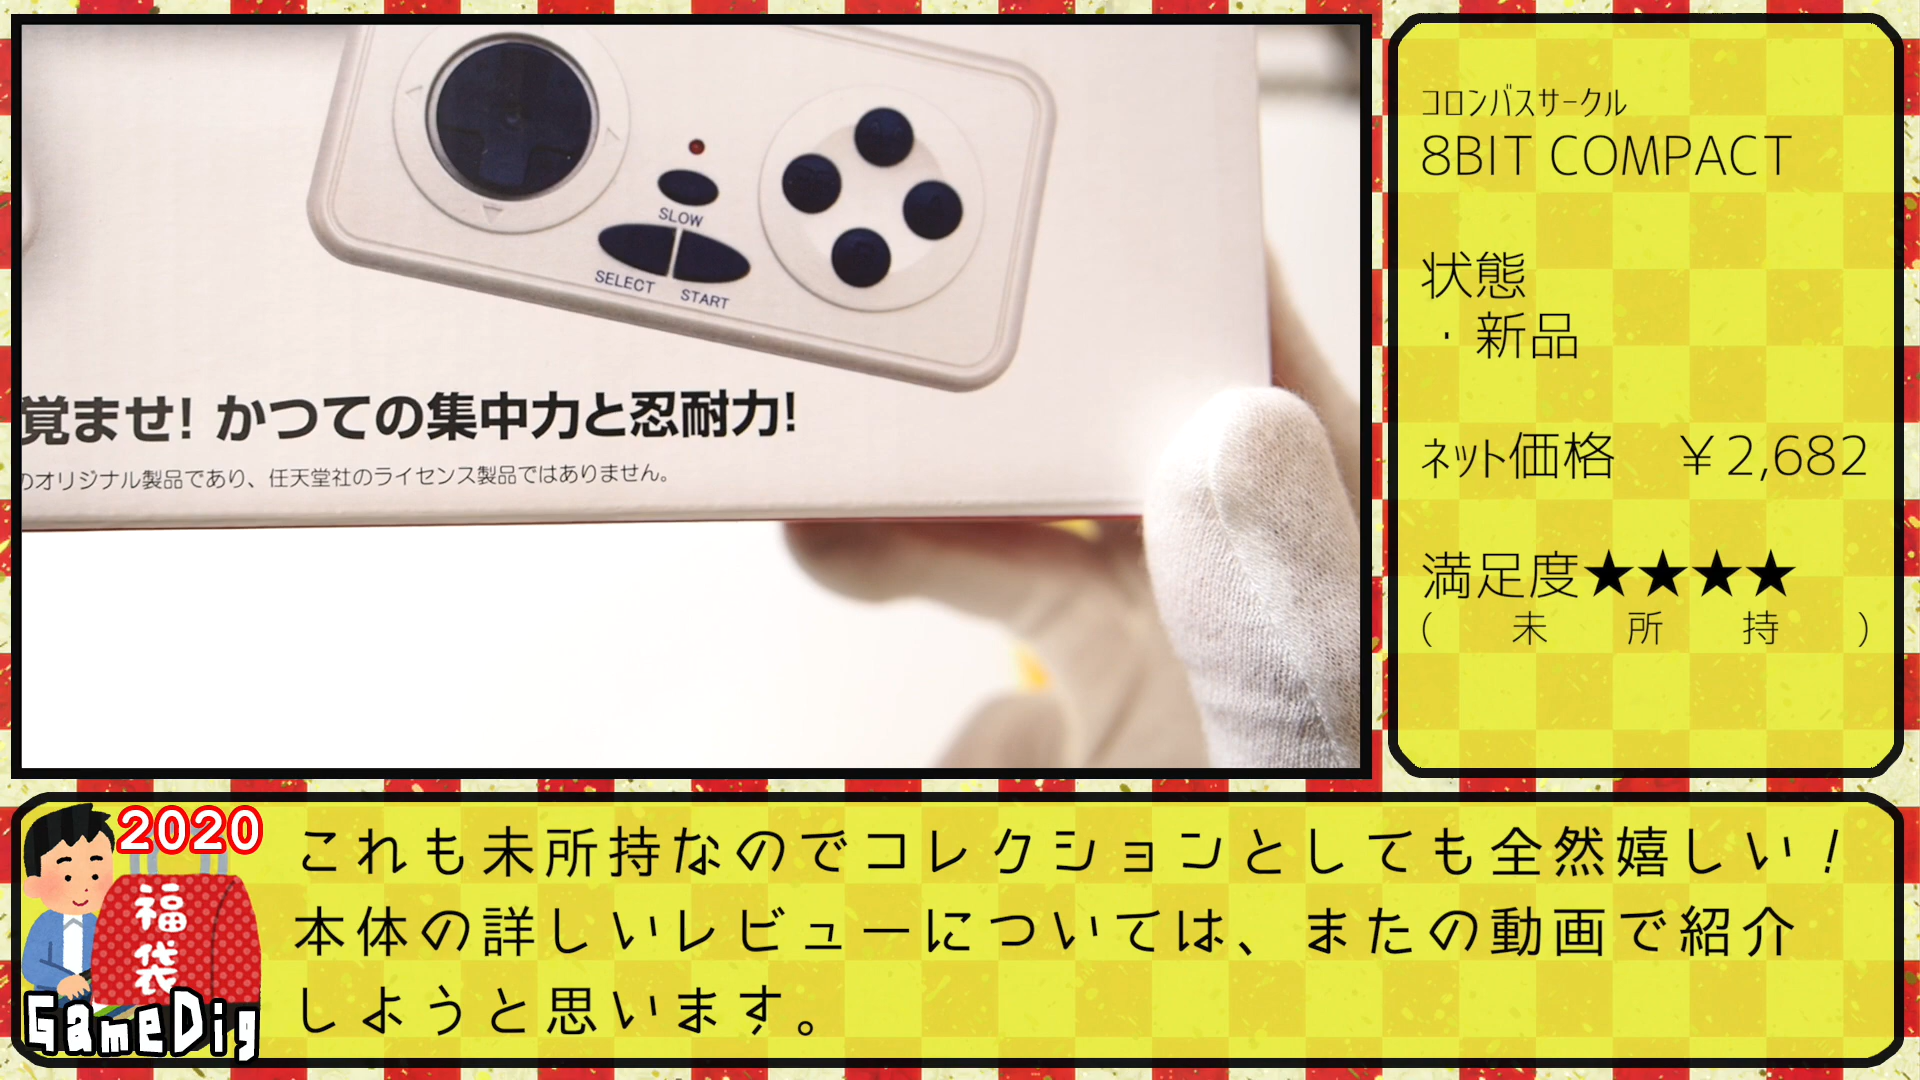 SLOW
SELECT START
覚ませ! かつての集中力と忍耐力!
のオリジナル製品であり、任天堂社のライセンス製品ではありません。
コロンバスサークル
8BIT COMPACT
状態
・新品
ネット価格 ￥2,682
満足度★★★★
( 未 所 持 )
2020
福袋
GameDig
これも未所持なのでコレクションとしても全然嬉しい！
本体の詳しいレビューについては、またの動画で紹介
しようと思います。